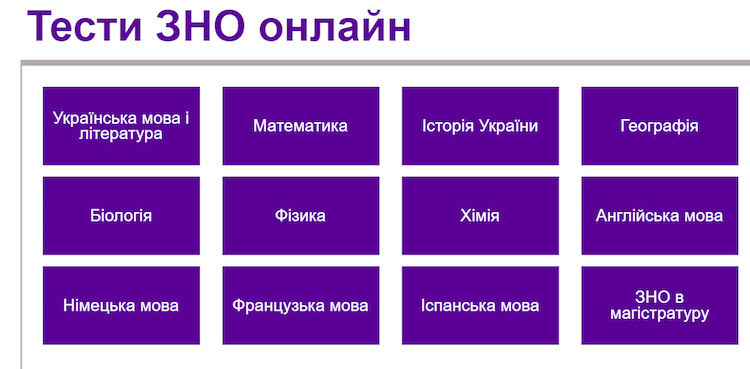 Тести ЗНО онлайн
Українська мова і
література
Математика
Історія України
Географія
Біологія
Фізика
Хімія
Англійська мова
Німецька мова
Французька мова
Іспанська мова
ЗНО в
магістратуру